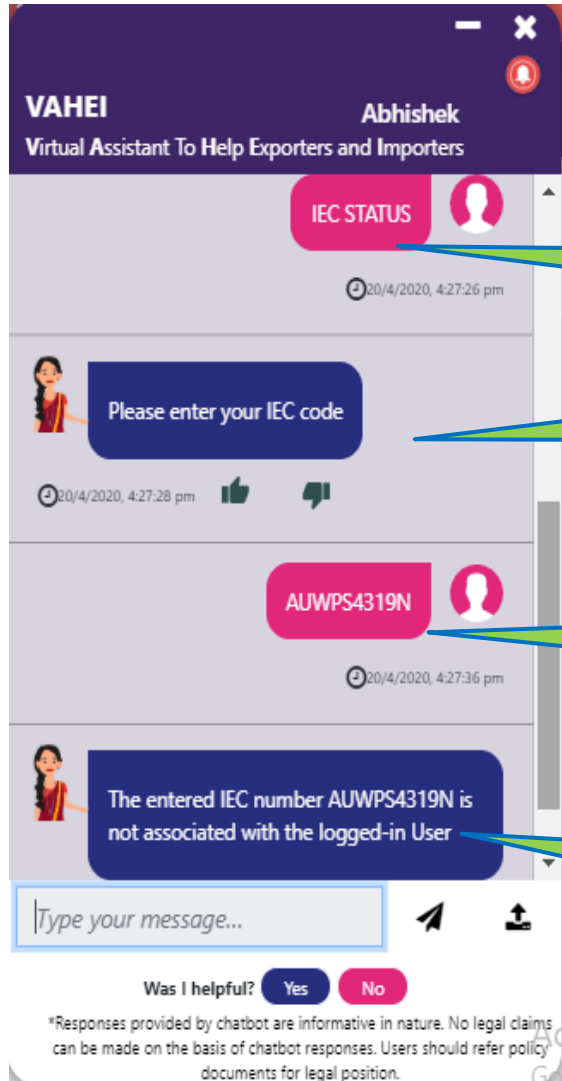 VAHEI
Abhishek
Virtual Assistant To Help Exporters and Importers
IEC STATUS
20/4/2020, 4:27:26 pm
Please enter your IEC code
20/4/2020, 4:27:28 pm
AUWPS4319N
20/4/2020, 4:27:36 pm
The entered IEC number AUWPS4319N is
not associated with the logged-in User
Type your message...
Was I helpful? Yes No
*Responses provided by chatbot are informative in nature. No legal claims
can be made on the basis of chatbot responses. Users should refer policy
documents for legal position.